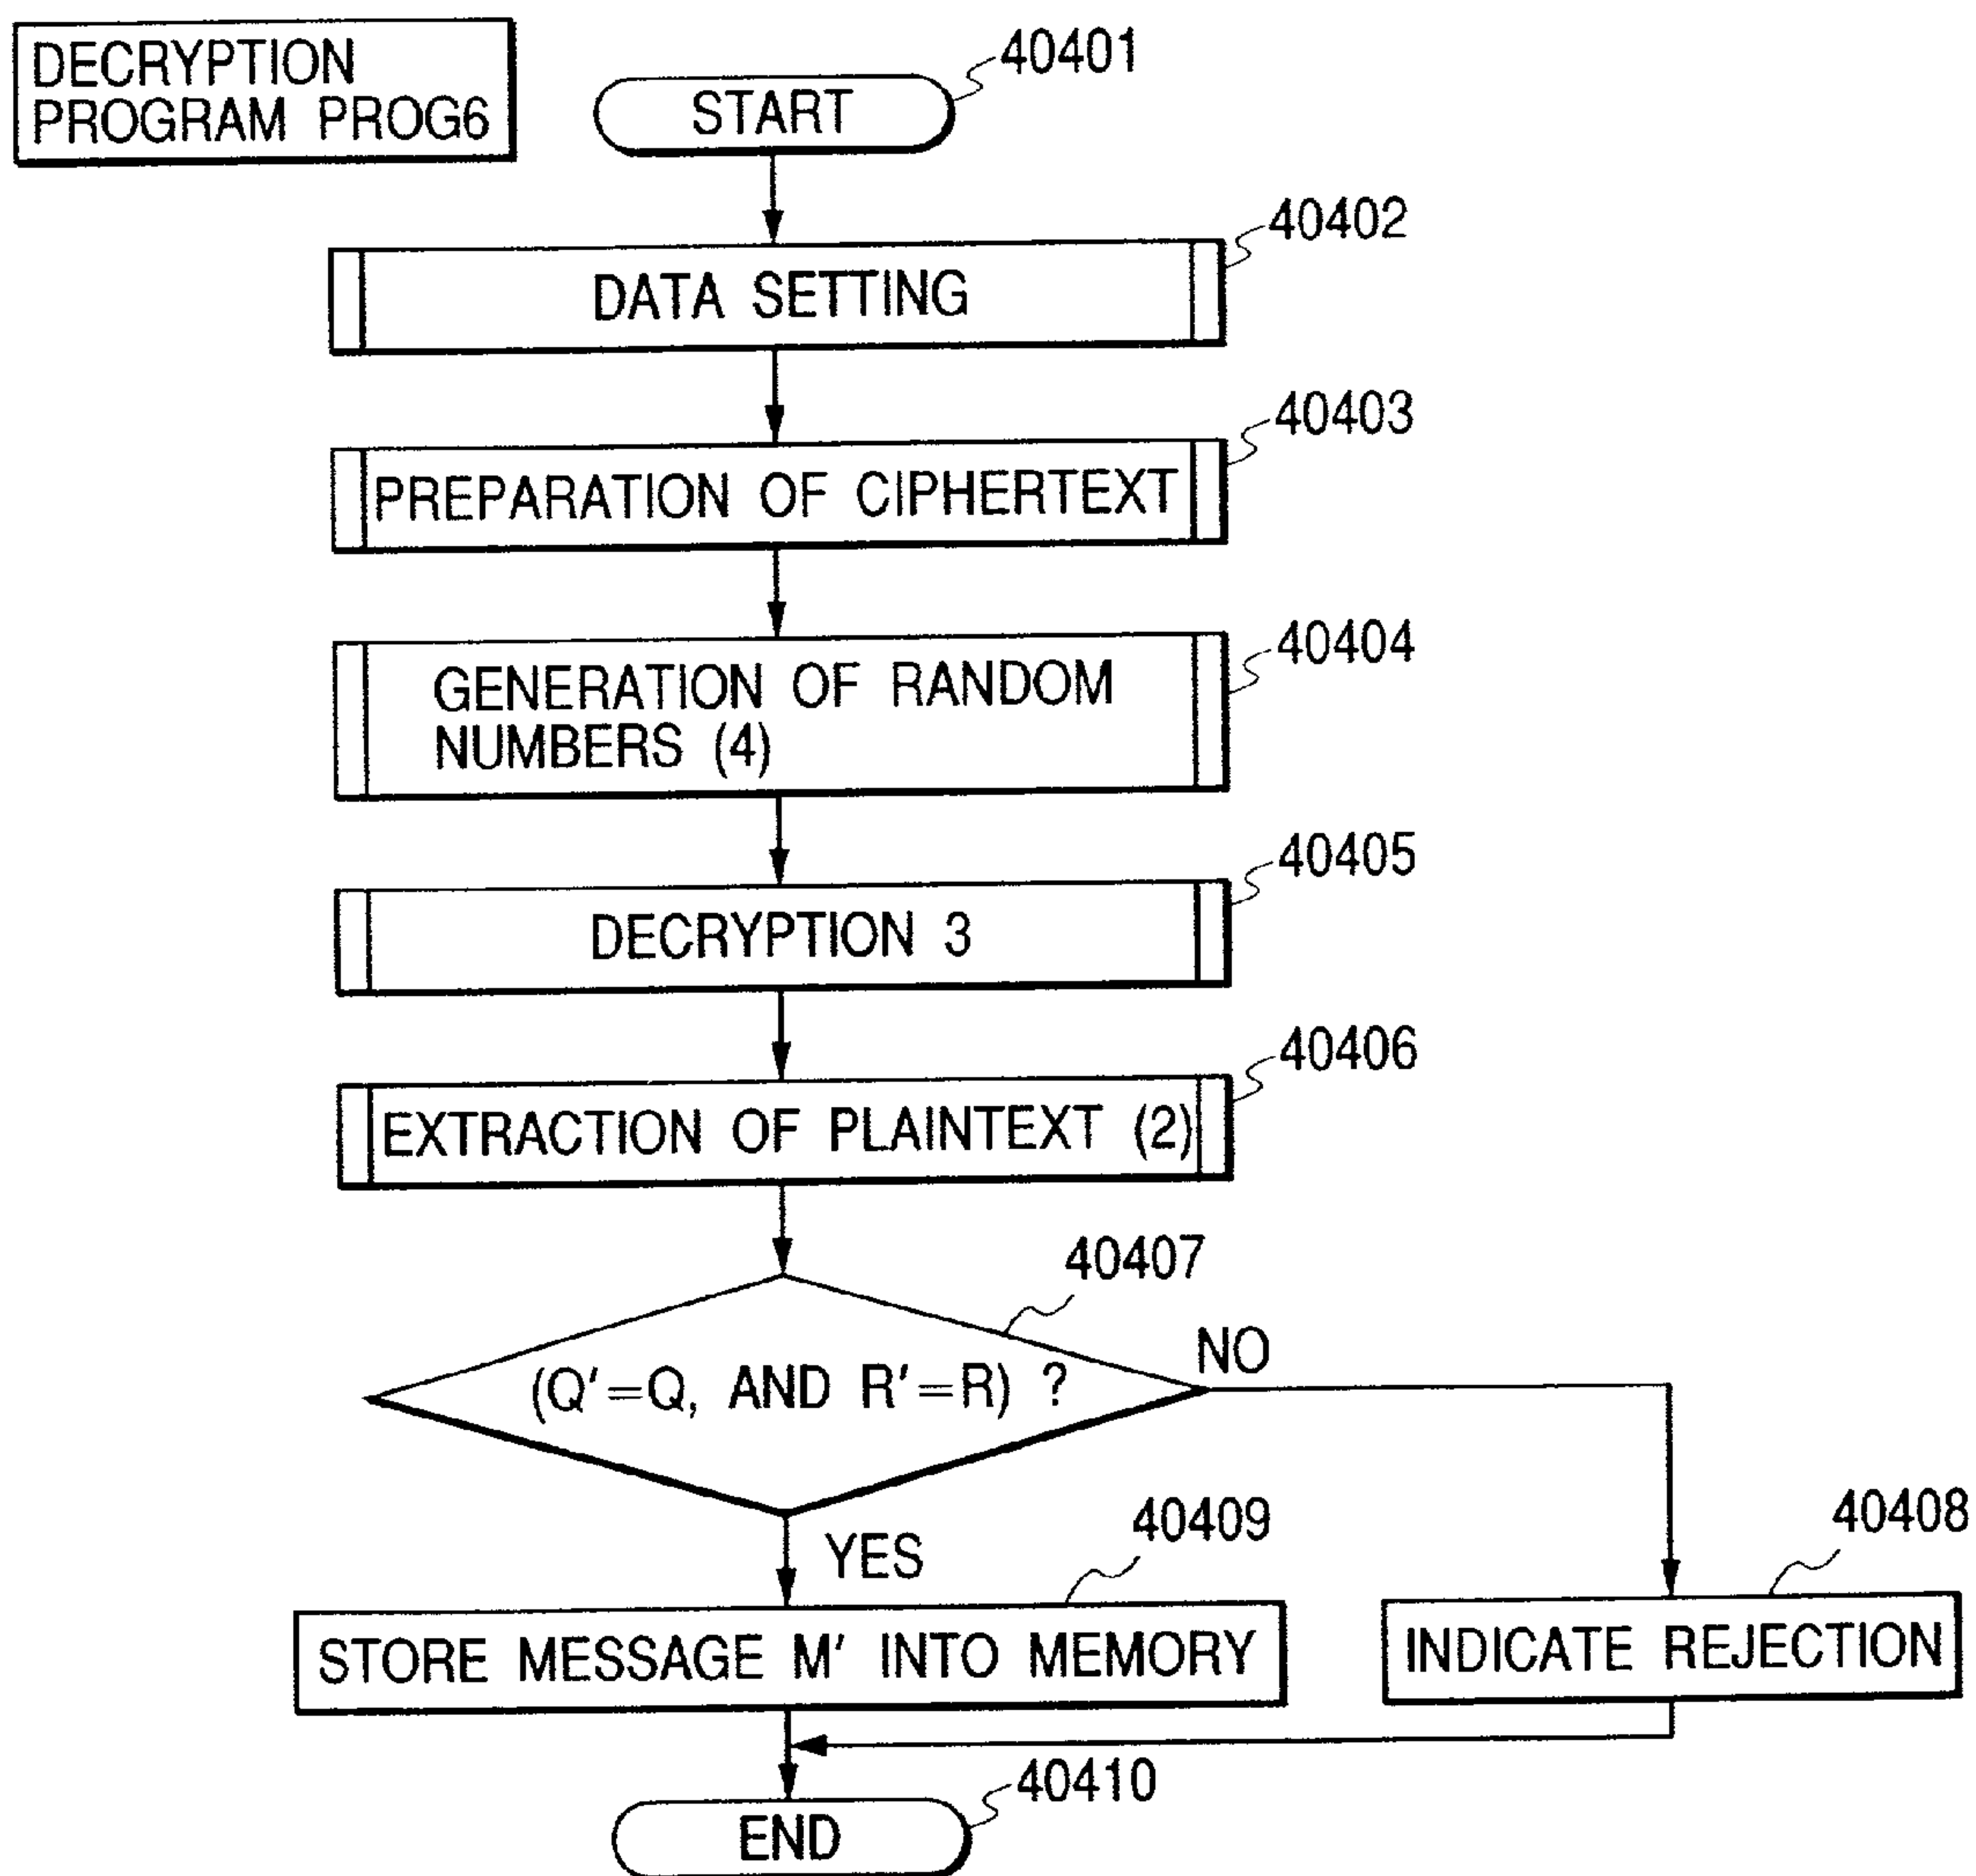 DECRYPTION
PROGRAM PROG6
START
40401
DATA SETTING
40402
PREPARATION OF CIPHERTEXT
40403
GENERATION OF RANDOM
NUMBERS (4)
40404
DECRYPTION 3
40405
EXTRACTION OF PLAINTEXT (2)
40406
40407
(Q'=Q, AND R'=R) ?
NO
YES
40409
40408
STORE MESSAGE M' INTO MEMORY
INDICATE REJECTION
40410
END